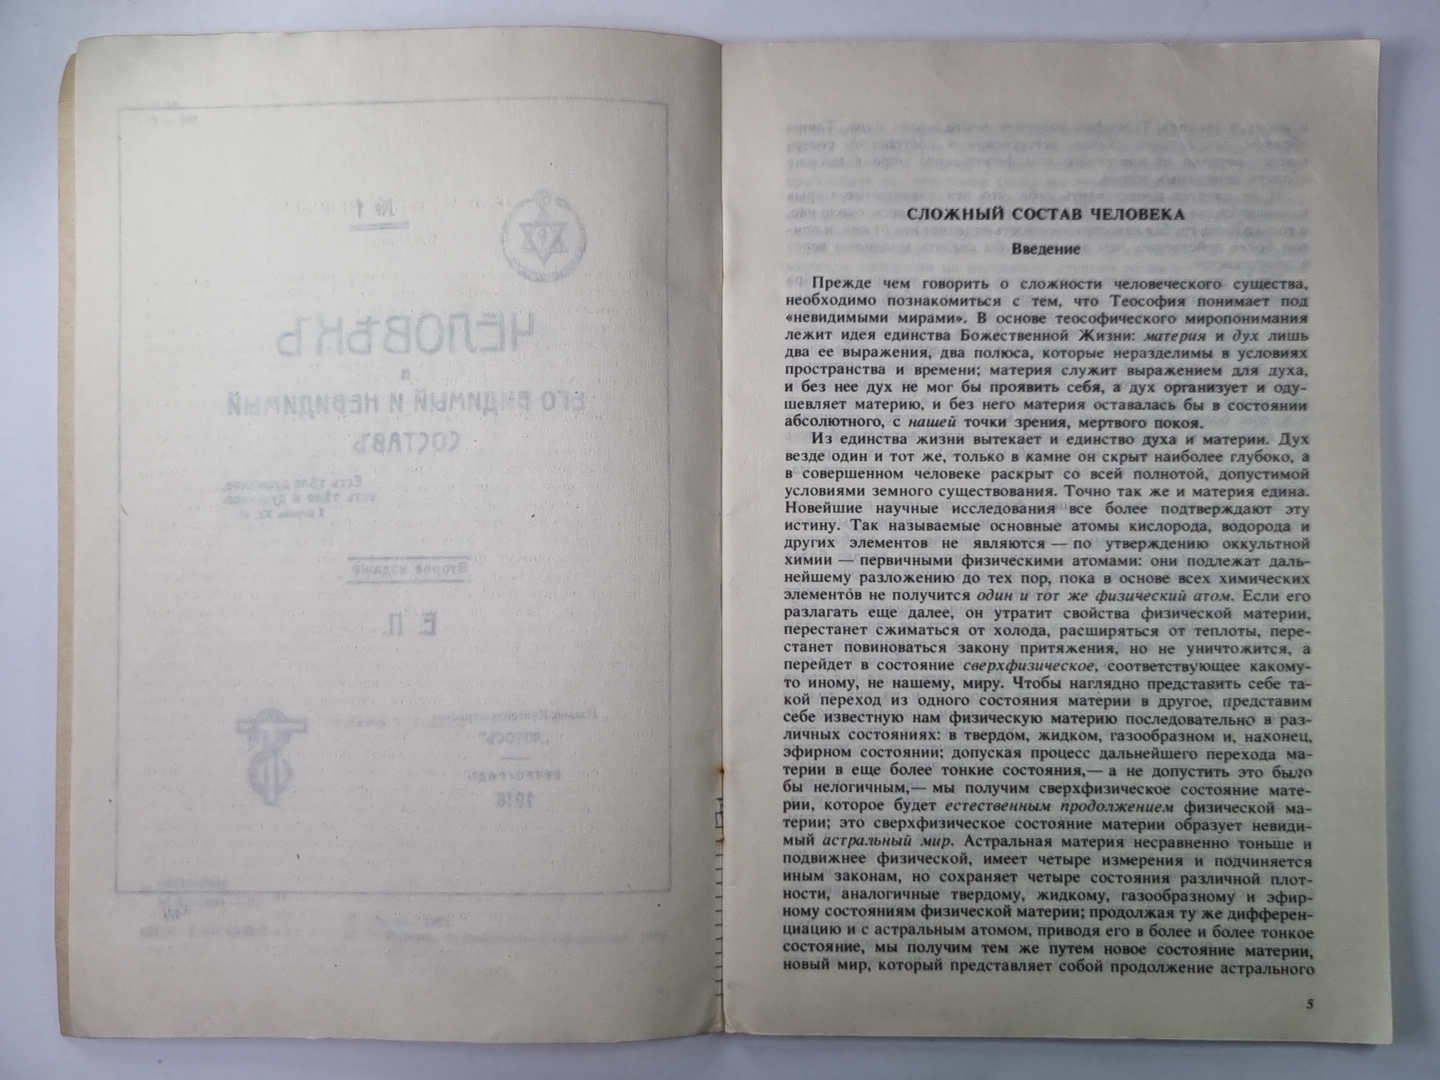 СЛОЖНЫЙ СОСТАВ ЧЕЛОВЕКА
Введение
Прежде чем говорить о сложности человеческого существа,
необходимо познакомиться с тем, что Теософия понимает под
«невидимыми мирами». В основе теософического миропонимания
лежит идея единства Божественной Жизни: материя и дух лишь
два ее выражения, два полюса, которые неразделимы в условиях
пространства и времени; материя служит выражением для духа,
и без нее дух не мог бы проявить себя, а дух организует и оду-
шевляет материю, и без него материя оставалась бы в состоянии
абсолютного, с нашей точки зрения, мертвого покоя.
Из единства жизни вытекает и единство духа и материи. Дух
везде один и тот же, только в камне он скрыт наиболее глубоко, а
в совершенном человеке раскрыт со всей полнотой, допустимой
условиями земного существования. Точно так же и материя едина.
Новейшие научные исследования все более подтверждают эту
истину. Так называемые основные атомы кислорода, водорода и
других элементов не являются — по утверждению оккультной
химии — первичными физическими атомами: они подлежат даль-
нейшему разложению до тех пор, пока в основе всех химических
элементов не получится один и тот же физический атом. Если его
разлагать еще далее, он утратит свойства физической материи,
перестанет сжиматься от холода, расширяться от теплоты, пере-
станет повиноваться закону притяжения, но не уничтожится, а
перейдет в состояние сверхфизическое, соответствующее какому-
то иному, не нашему, миру. Чтобы наглядно представить себе та-
кой переход из одного состояния материи в другое, представим
себе известную нам физическую материю последовательно в раз-
личных состояниях: в твердом, жидком, газообразном и, наконец,
эфирном состоянии; допуская процесс дальнейшего перехода ма-
терии в еще более тонкие состояния,— а не допустить это было
бы нелогичным,— мы получим сверхфизическое состояние мате-
рии, которое будет естественным продолжением физической ма-
терии; это сверхфизическое состояние материи образует невиди-
мый астральный мир. Астральная материя несравненно тоньше и
подвижнее физической, имеет четыре измерения и подчиняется
иным законам, но сохраняет четыре состояния различной плот-
ности, аналогичные твердому, жидкому, газообразному и эфир-
ному состояниям физической материи; продолжая ту же дифферен-
циацию и с астральным атомом, приводя его в более и более тонкое
состояние, мы получим тем же путем новое состояние материи,
новый мир, который представляет собой продолжение астрального
5